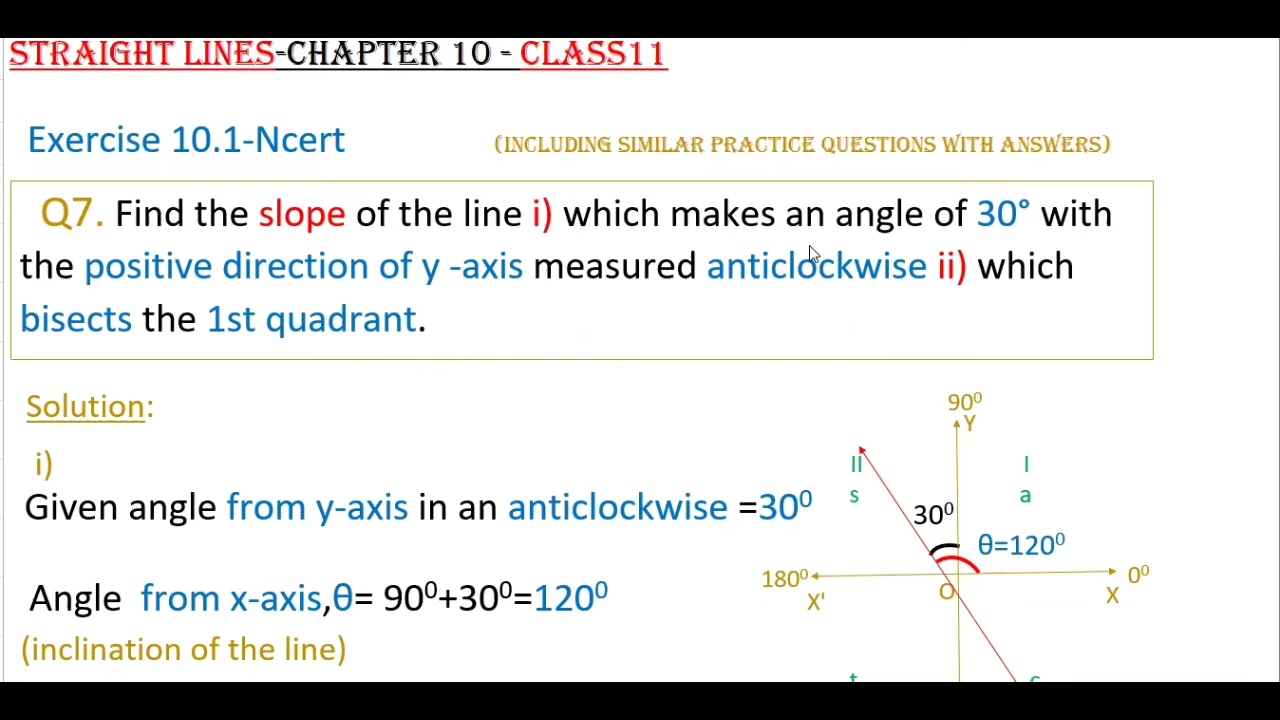 STRAIGHT LINES-CHAPTER 10 - CLASS11
Exercise 10.1-Ncert
(INCLUDING SIMILAR PRACTICE QUESTIONS WITH ANSWERS)
Q7. Find the slope of the line i) which makes an angle of 30° with
the positive direction of y -axis measured anticlockwise ii) which
bisects the 1st quadrant.
Solution:
i)
Given angle from y-axis in an anticlockwise =30⁰
Angle from x-axis,θ= 90⁰+30⁰=120⁰
(inclination of the line)
90⁰
Y
II
I
s
a
30⁰
θ=120⁰
180⁰
0⁰
X'
O
X
t
c